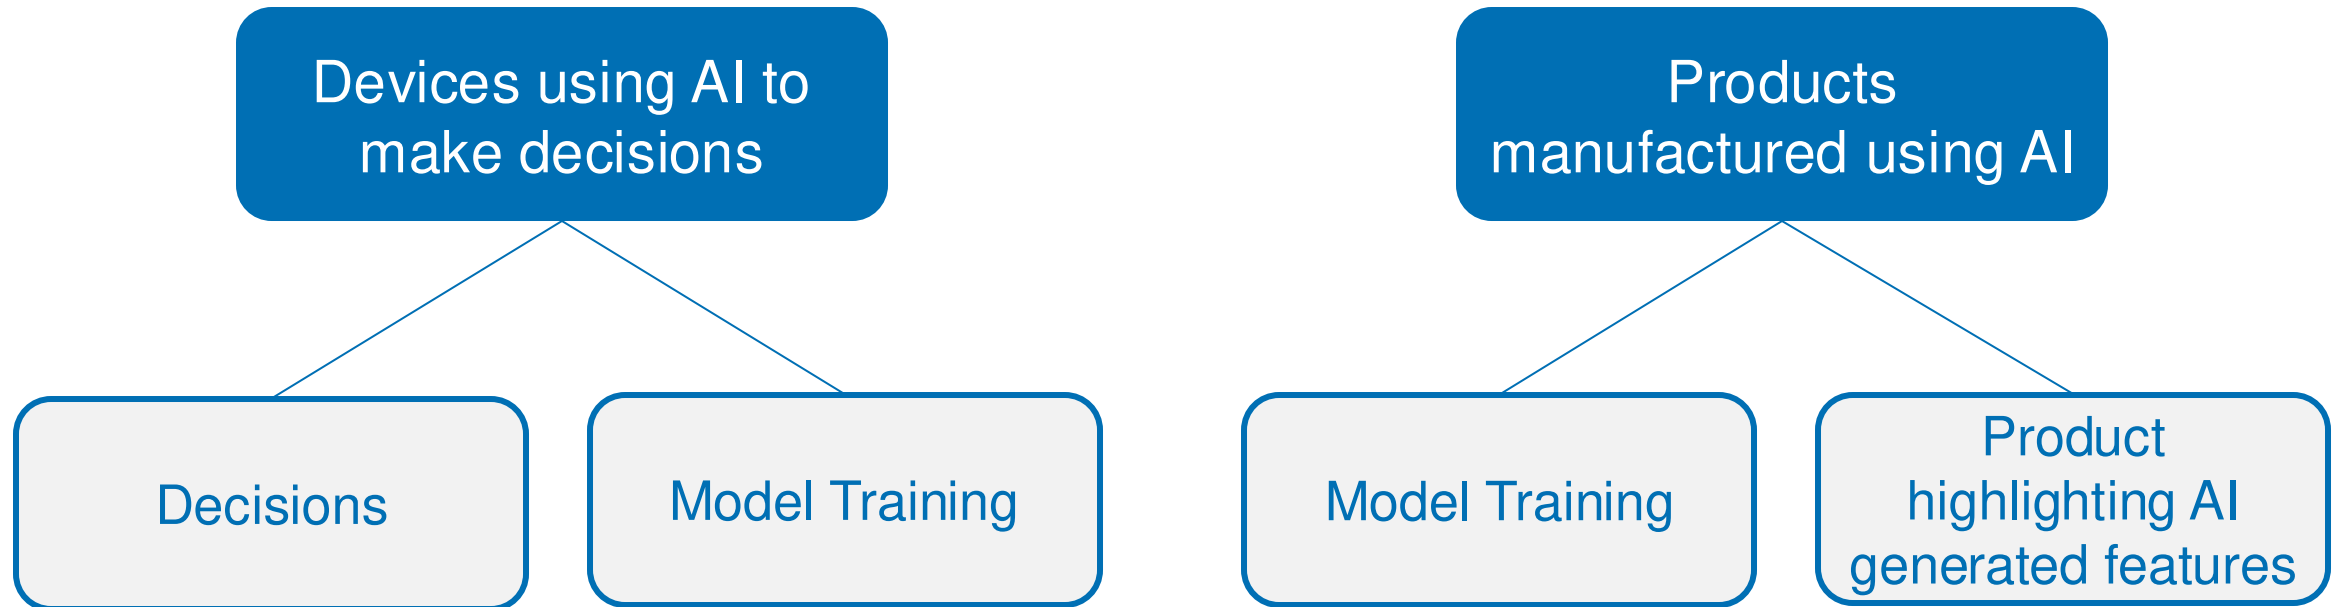 Devices using AI to
make decisions
Products
manufactured using AI
Decisions
Model Training
Model Training
Product
highlighting AI
generated features